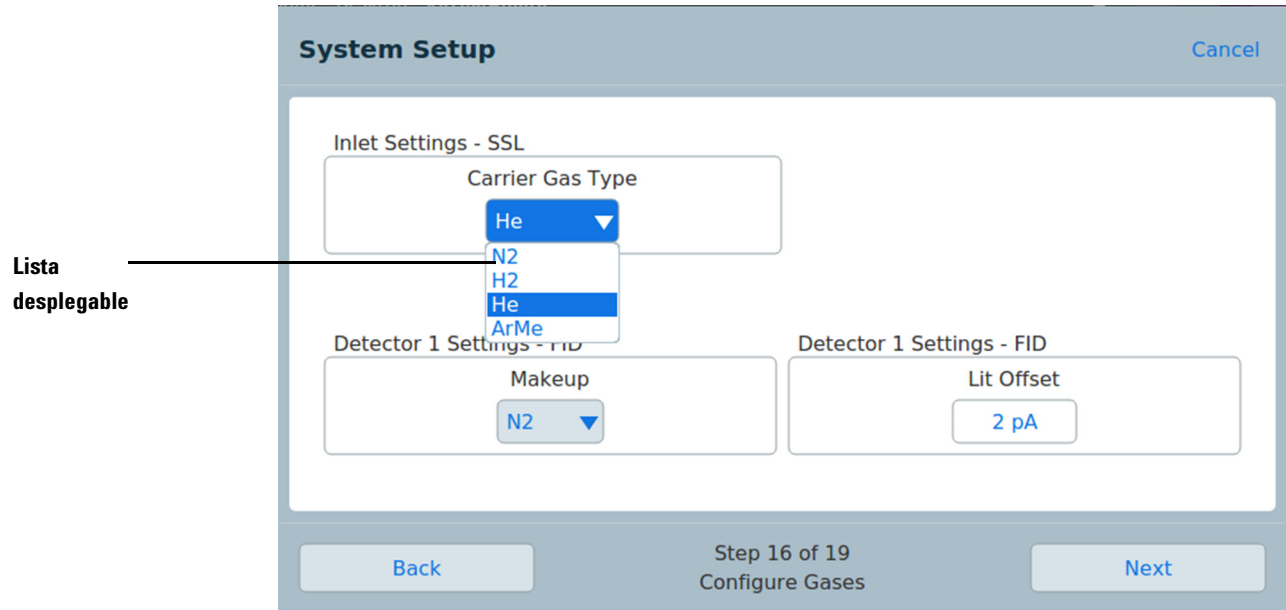 System Setup
Cancel
Inlet Settings - SSL
Carrier Gas Type
He
N2
H2
He
ArMe
Lista
desplegable
Detector 1 Settings - FID
Makeup
N2
Detector 1 Settings - FID
Lit Offset
2 pA
Back
Step 16 of 19
Configure Gases
Next